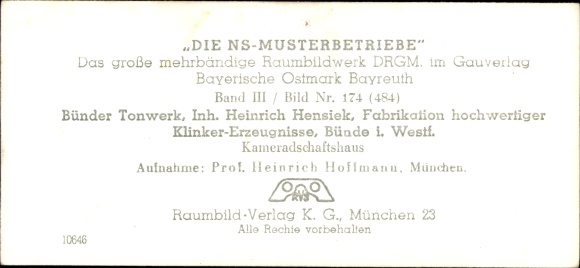 „DIE NS-MUSTERBETRIEBE"
Das große mehrbändige Raumbildwerk DRGM. im Gauverlag
Bayerische Ostmark Bayreuth
Band III / Bild Nr. 174 (484)
Bünder Tonwerk, Inh. Heinrich Hensiek, Fabrikation hochwertiger
Klinker-Erzeugnisse, Bünde i. Westf.
Kameradschaftshaus
Aufnahme: Prof. Heinrich Hoffmann, München.
RVS
Raumbild-Verlag K. G., München 23
Alle Rechte vorbehalten
10646